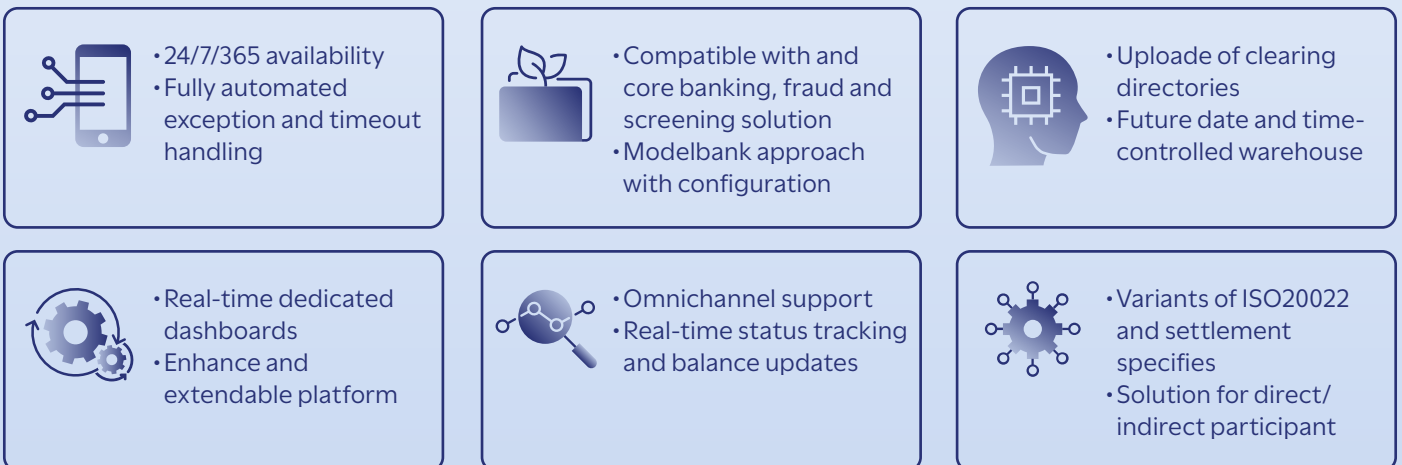 •24/7/365 availability
•Fully automated
exception and timeout
handling
•Compatible with and
core banking, fraud and
screening solution
•Modelbank approach
with configuration
•Uploade of clearing
directories
•Future date and time-
controlled warehouse
•Real-time dedicated
dashboards
•Enhance and
extendable platform
•Omnichannel support
•Real-time status tracking
and balance updates
•Variants of ISO20022
and settlement
specifies
•Solution for direct/
indirect participant